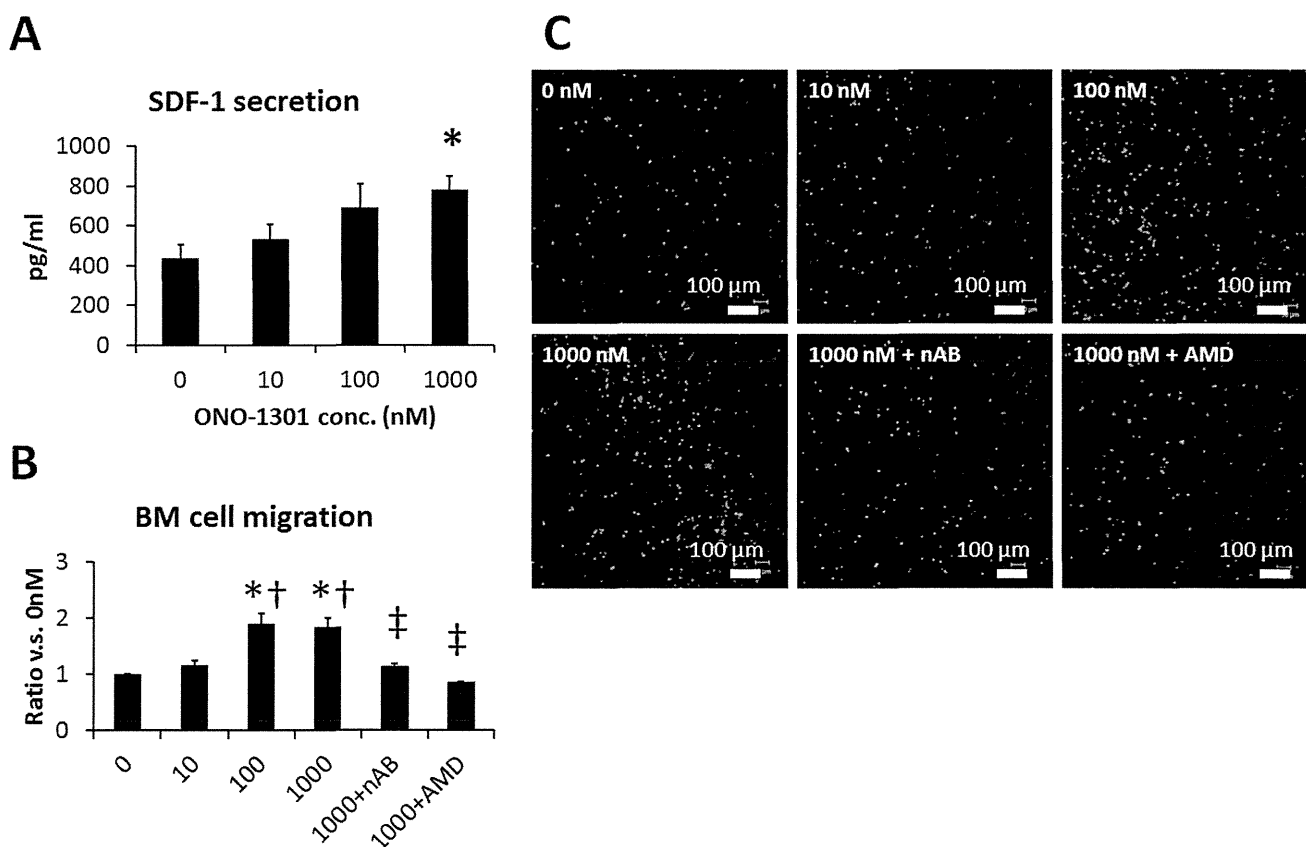 A
SDF-1 secretion
1000
800
600
400
200
0
pg/ml
*
0 10 100 1000
ONO-1301 conc. (nM)
B
BM cell migration
3
2
1
0
Ratio v.s. 0nM
*† *† ‡ ‡
0 10 100 1000 1000+nAB 1000+AMD
C
0 nM 10 nM 100 nM
100 µm 100 µm 100 µm
1000 nM 1000 nM + nAB 1000 nM + AMD
100 µm 100 µm 100 µm